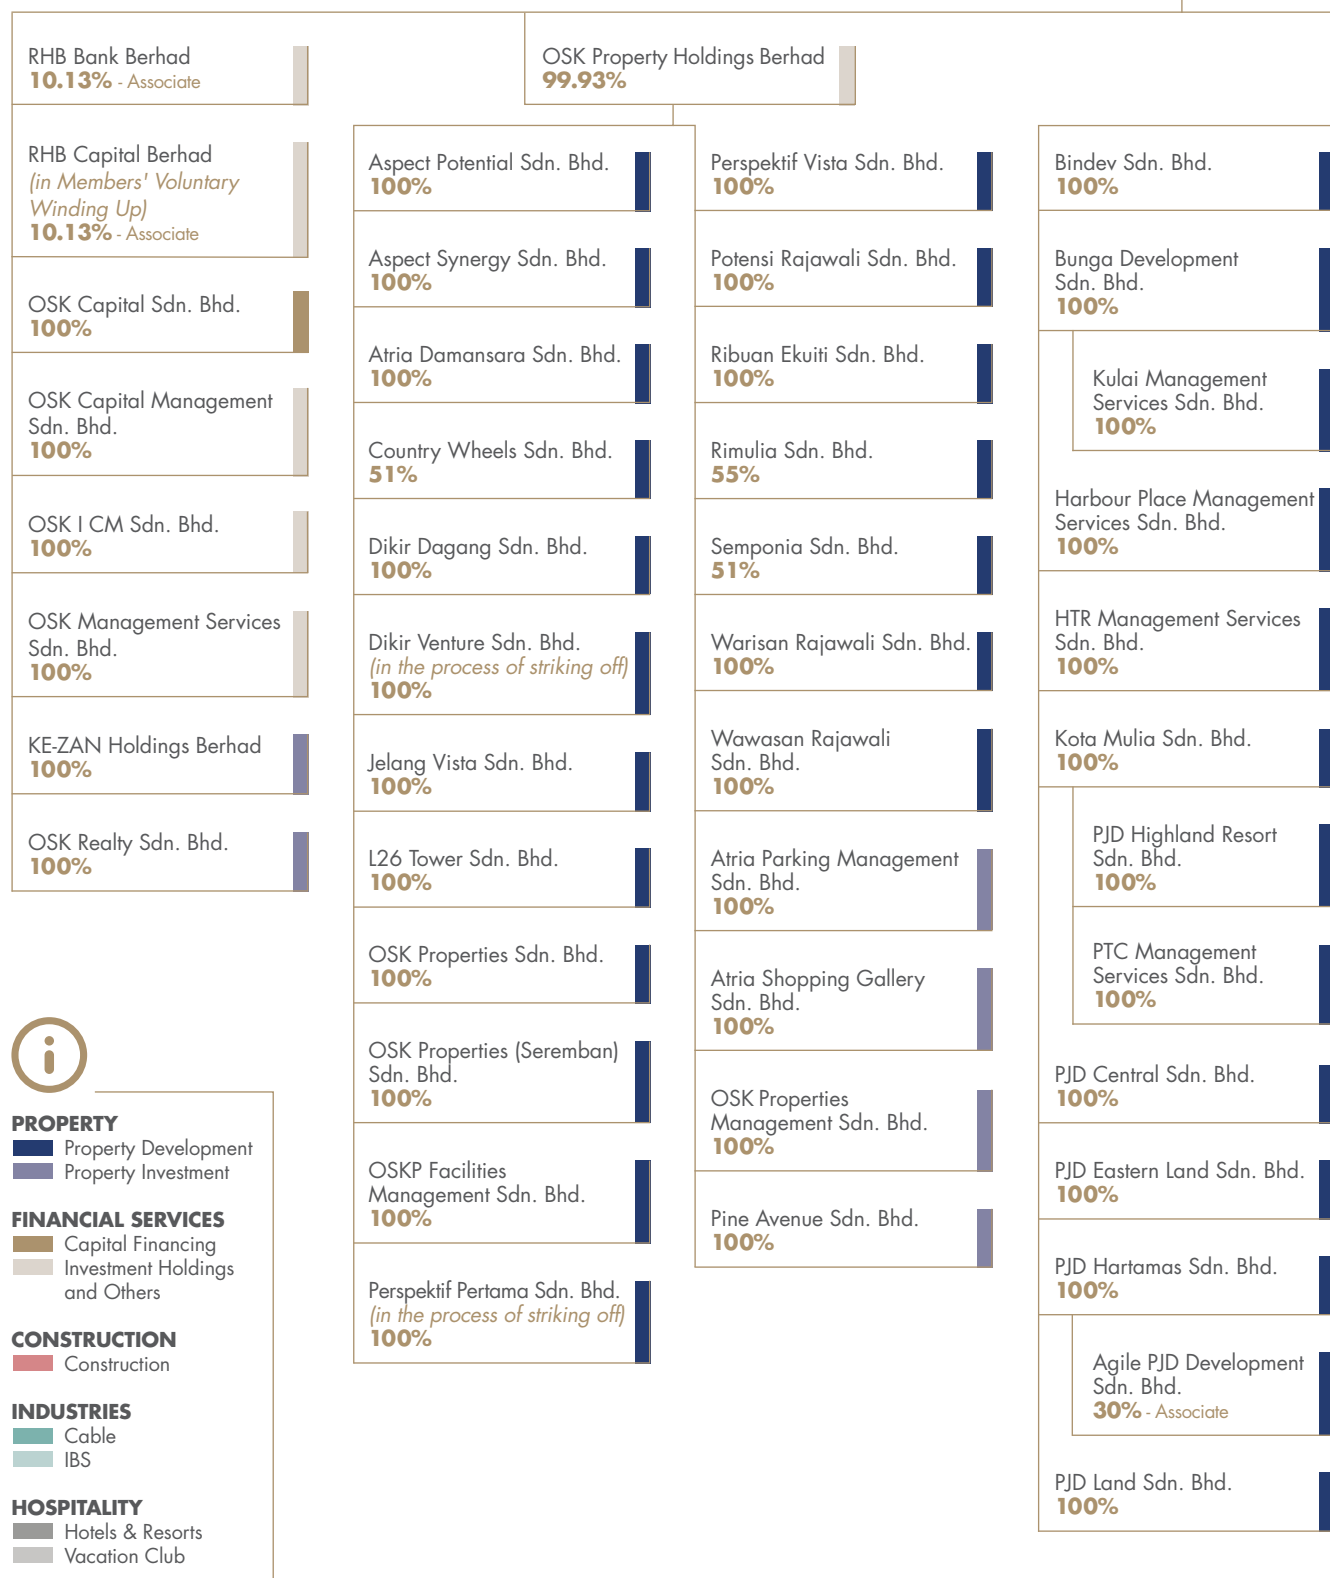 RHB Bank Berhad
10.13% - Associate
RHB Capital Berhad
(in Members' Voluntary
Winding Up)
10.13% - Associate
OSK Capital Sdn. Bhd.
100%
OSK Capital Management
Sdn. Bhd.
100%
OSK I CM Sdn. Bhd.
100%
OSK Management Services
Sdn. Bhd.
100%
KE-ZAN Holdings Berhad
100%
OSK Realty Sdn. Bhd.
100%
OSK Property Holdings Berhad
99.93%
Aspect Potential Sdn. Bhd.
100%
Aspect Synergy Sdn. Bhd.
100%
Atria Damansara Sdn. Bhd.
100%
Country Wheels Sdn. Bhd.
51%
Dikir Dagang Sdn. Bhd.
100%
Dikir Venture Sdn. Bhd.
(in the process of striking off)
100%
Jelang Vista Sdn. Bhd.
100%
L26 Tower Sdn. Bhd.
100%
OSK Properties Sdn. Bhd.
100%
OSK Properties (Seremban)
Sdn. Bhd.
100%
OSKP Facilities
Management Sdn. Bhd.
100%
Perspektif Pertama Sdn. Bhd.
(in the process of striking off)
100%
Perspektif Vista Sdn. Bhd.
100%
Potensi Rajawali Sdn. Bhd.
100%
Ribuan Ekuiti Sdn. Bhd.
100%
Rimulia Sdn. Bhd.
55%
Semponia Sdn. Bhd.
51%
Warisan Rajawali Sdn. Bhd.
100%
Wawasan Rajawali
Sdn. Bhd.
100%
Atria Parking Management
Sdn. Bhd.
100%
Atria Shopping Gallery
Sdn. Bhd.
100%
OSK Properties
Management Sdn. Bhd.
100%
Pine Avenue Sdn. Bhd.
100%
Bindev Sdn. Bhd.
100%
Bunga Development
Sdn. Bhd.
100%
Kulai Management
Services Sdn. Bhd.
100%
Harbour Place Management
Services Sdn. Bhd.
100%
HTR Management Services
Sdn. Bhd.
100%
Kota Mulia Sdn. Bhd.
100%
PJD Highland Resort
Sdn. Bhd.
100%
PTC Management
Services Sdn. Bhd.
100%
PJD Central Sdn. Bhd.
100%
PJD Eastern Land Sdn. Bhd.
100%
PJD Hartamas Sdn. Bhd.
100%
Agile PJD Development
Sdn. Bhd.
30% - Associate
PJD Land Sdn. Bhd.
100%
PROPERTY
Property Development
Property Investment
FINANCIAL SERVICES
Capital Financing
Investment Holdings
and Others
CONSTRUCTION
Construction
INDUSTRIES
Cable
IBS
HOSPITALITY
Hotels & Resorts
Vacation Club